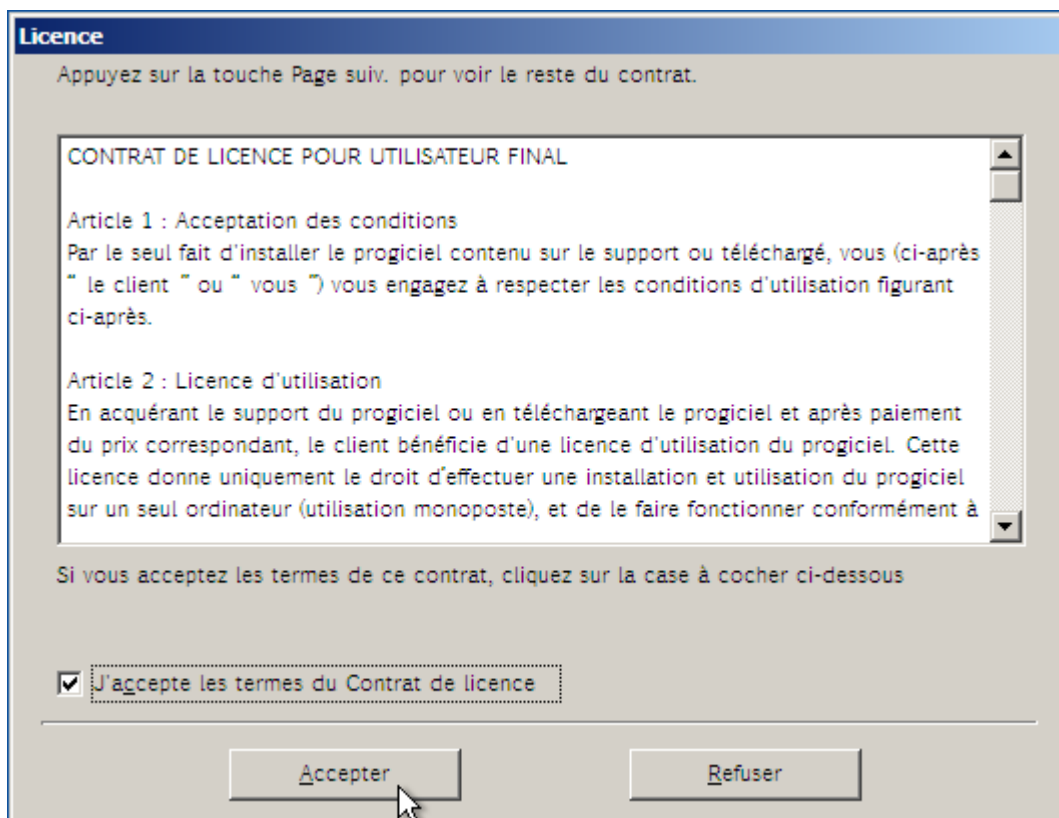 Licence
Appuyez sur la touche Page suiv. pour voir le reste du contrat.
CONTRAT DE LICENCE POUR UTILISATEUR FINAL
Article 1 : Acceptation des conditions
Par le seul fait d'installer le progiciel contenu sur le support ou téléchargé, vous (ci-après
“ le client ” ou “ vous ”) vous engagez à respecter les conditions d'utilisation figurant
ci-après.
Article 2 : Licence d'utilisation
En acquérant le support du progiciel ou en téléchargeant le progiciel et après paiement
du prix correspondant, le client bénéficie d'une licence d'utilisation du progiciel. Cette
licence donne uniquement le droit d’effectuer une installation et utilisation du progiciel
sur un seul ordinateur (utilisation monoposte), et de le faire fonctionner conformément à
Si vous acceptez les termes de ce contrat, cliquez sur la case à cocher ci-dessous
J'accepte les termes du Contrat de licence
Accepter
Refuser